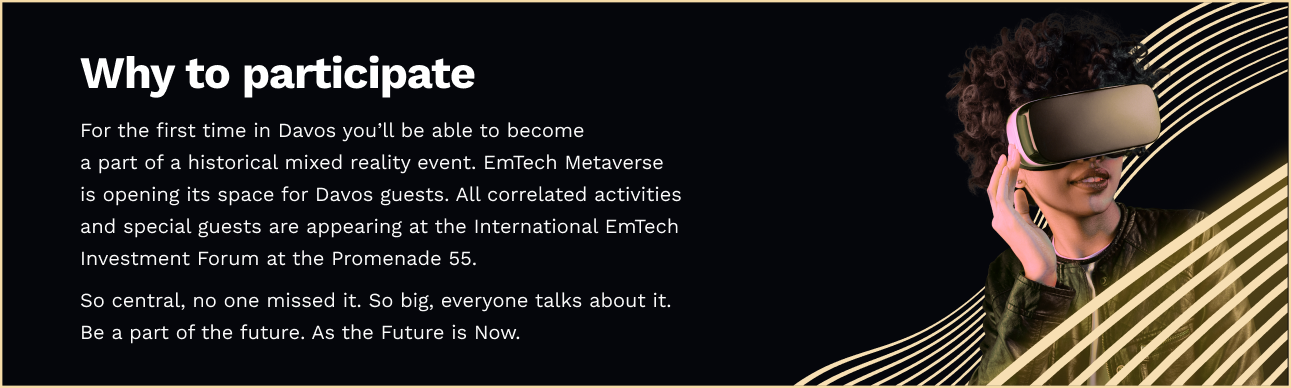 Why to participate
For the first time in Davos you’ll be able to become
a part of a historical mixed reality event. EmTech Metaverse
is opening its space for Davos guests. All correlated activities
and special guests are appearing at the International EmTech
Investment Forum at the Promenade 55.
So central, no one missed it. So big, everyone talks about it.
Be a part of the future. As the Future is Now.